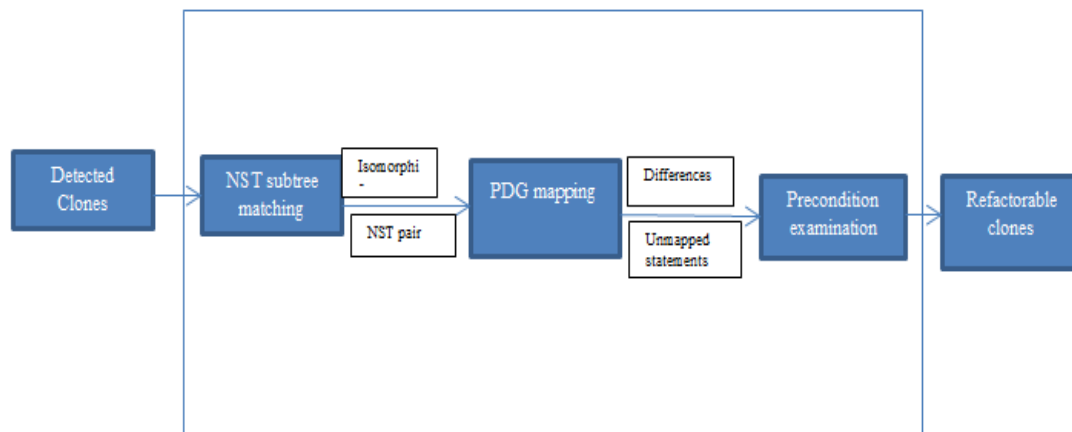 Detected
Clones
NST subtree
matching
Isomorphi
-
NST pair
PDG mapping
Differences
Unmapped
statements
Precondition
examination
Refactorable
clones